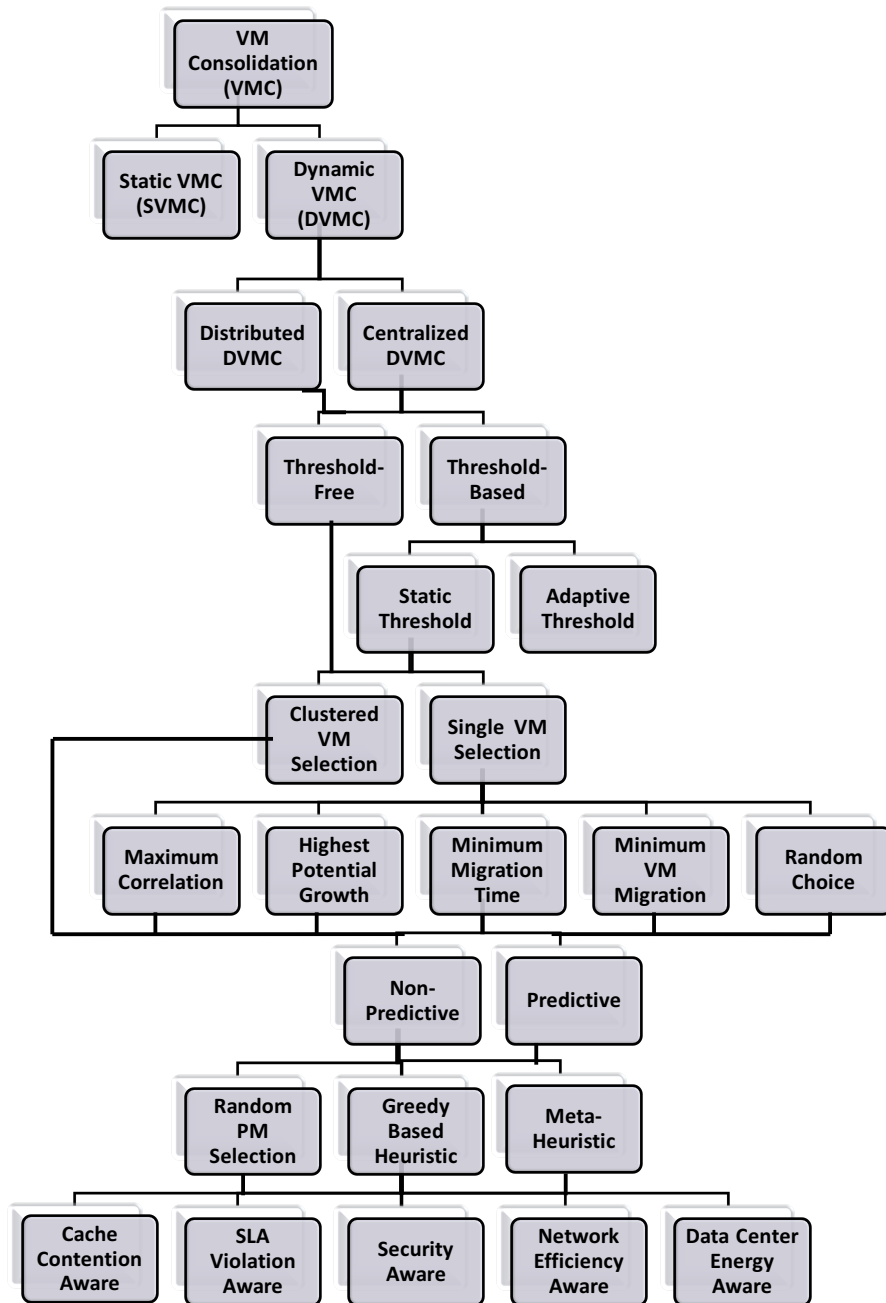 VM
Consolidation
(VMC)
Static VMC
(SVMC)
Dynamic
VMC
(DVMC)
Distributed
DVMC
Centralized
DVMC
Threshold-
Free
Threshold-
Based
Static
Threshold
Adaptive
Threshold
Clustered
VM
Selection
Single VM
Selection
Maximum
Correlation
Highest
Potential
Growth
Minimum
Migration
Time
Minimum
VM
Migration
Random
Choice
Non-
Predictive
Predictive
Random
PM
Selection
Greedy
Based
Heuristic
Meta-
Heuristic
Cache
Contention
Aware
SLA
Violation
Aware
Security
Aware
Network
Efficiency
Aware
Data Center
Energy
Aware